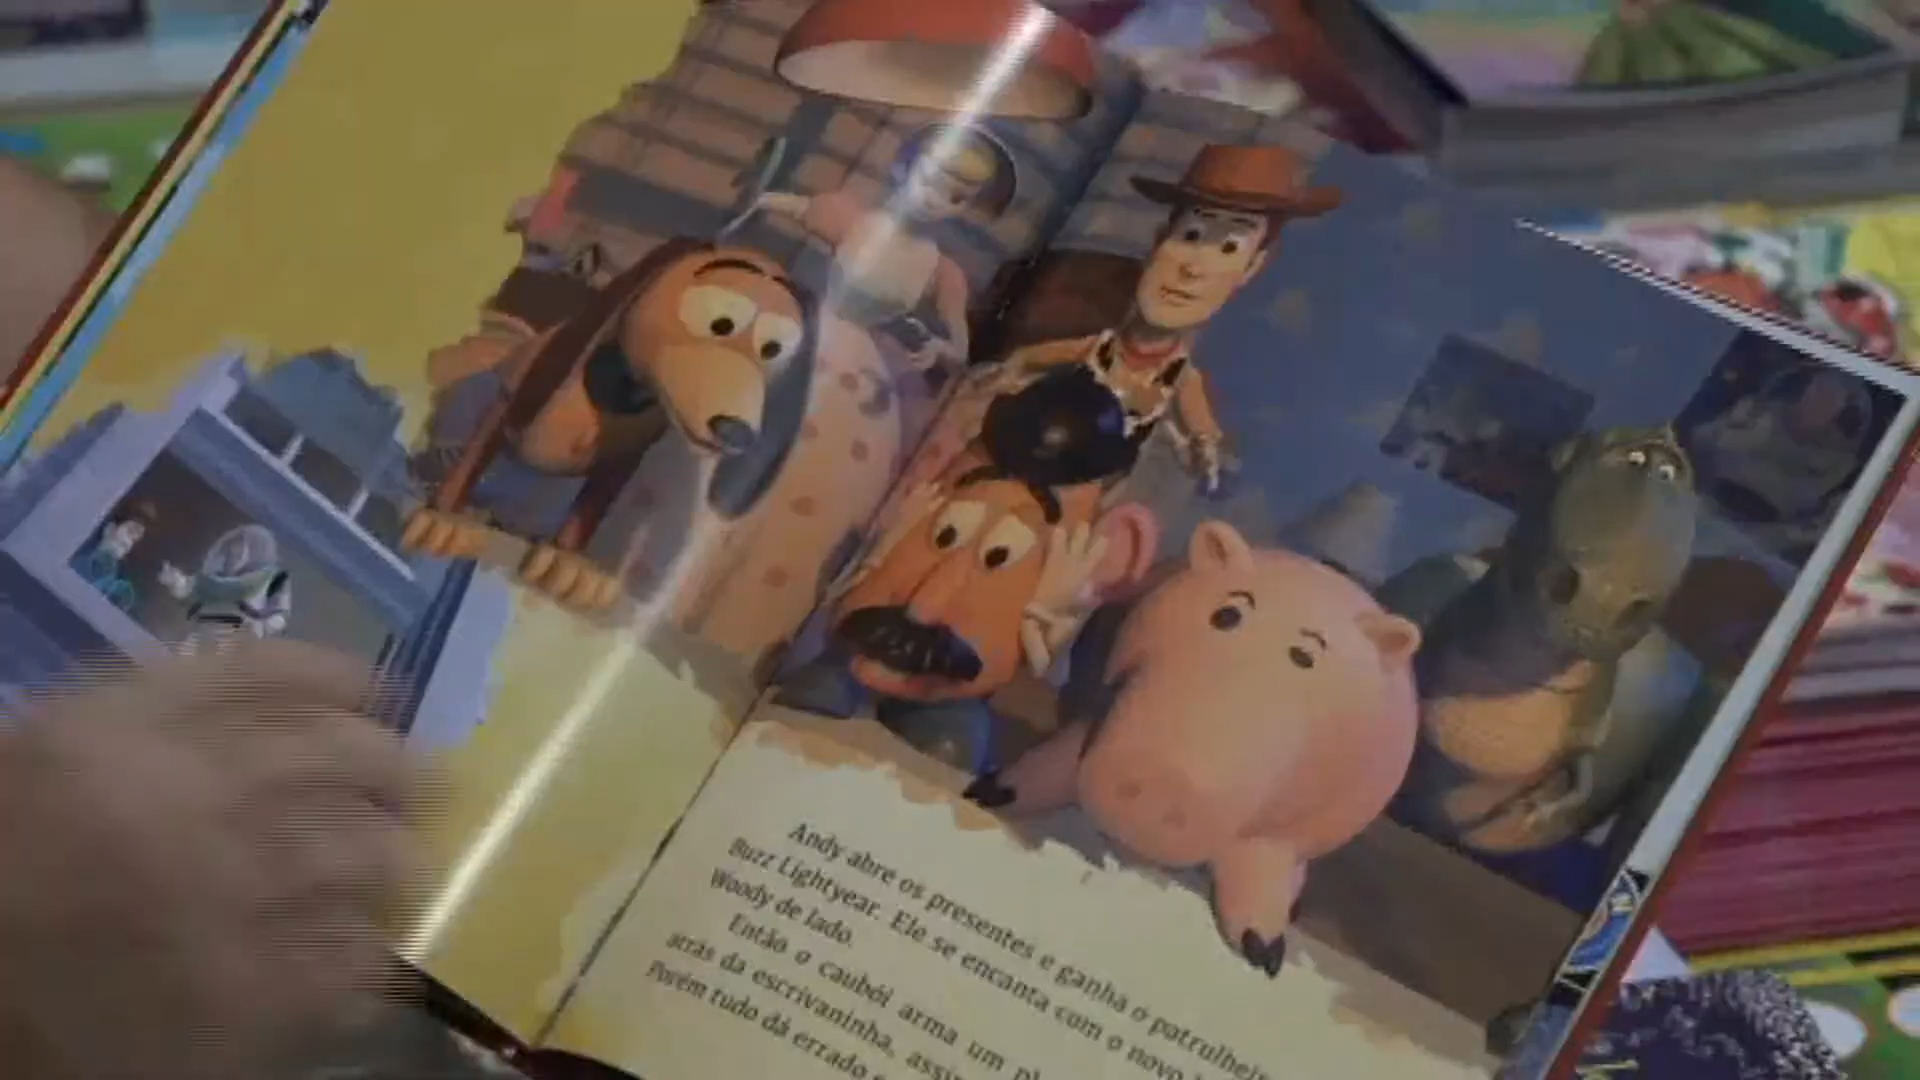 Andy abre os presentes e ganha o
Buzz Lightyear. Ele se encanta com o novo
Woody de lado.
Então o caubói arma um
atrás da escrivaninha,
Porém tudo dá errado